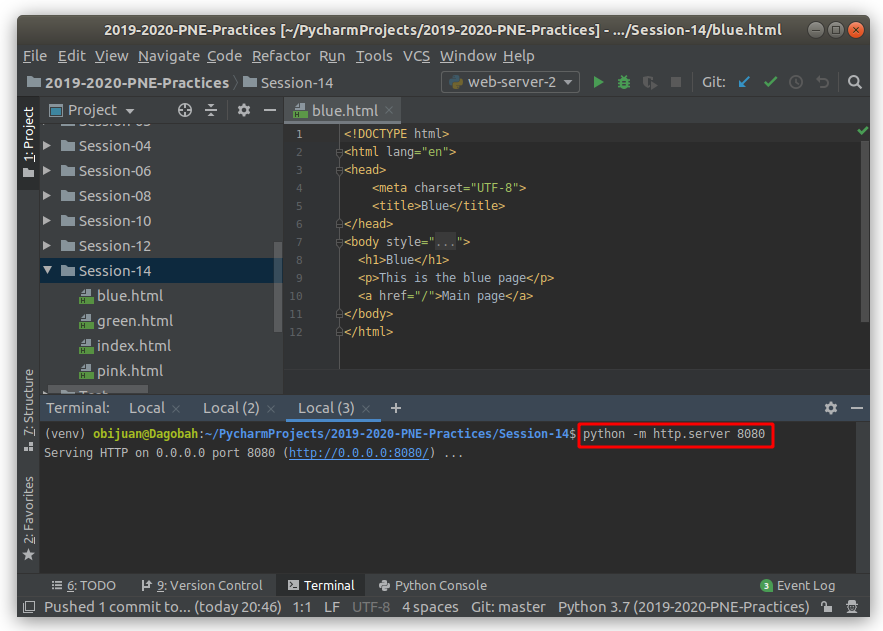 2019-2020-PNE-Practices [~/PycharmProjects/2019-2020-PNE-Practices] - .../Session-14/blue.html
File Edit View Navigate Code Refactor Run Tools VCS Window Help
2019-2020-PNE-Practices Session-14 web-server-2 Git:
1: Project
Project
Session-04
Session-06
Session-08
Session-10
Session-12
Session-14
blue.html
green.html
index.html
pink.html
blue.html
1 <!DOCTYPE html>
2 <html lang="en">
3 <head>
4 <meta charset="UTF-8">
5 <title>Blue</title>
6 </head>
7 <body style="...">
8 <h1>Blue</h1>
9 <p>This is the blue page</p>
10 <a href="/">Main page</a>
11 </body>
12 </html>
7: Structure
2: Favorites
Terminal: Local × Local (2) × Local (3) × +
(venv) obijuan@Dagobah:~/PycharmProjects/2019-2020-PNE-Practices/Session-14$ python -m http.server 8080
Serving HTTP on 0.0.0.0 port 8080 (http://0.0.0.0:8080/) ...
6: TODO 9: Version Control Terminal Python Console 3 Event Log
Pushed 1 commit to... (today 20:46) 1:1 LF UTF-8 4 spaces Git: master Python 3.7 (2019-2020-PNE-Practices)